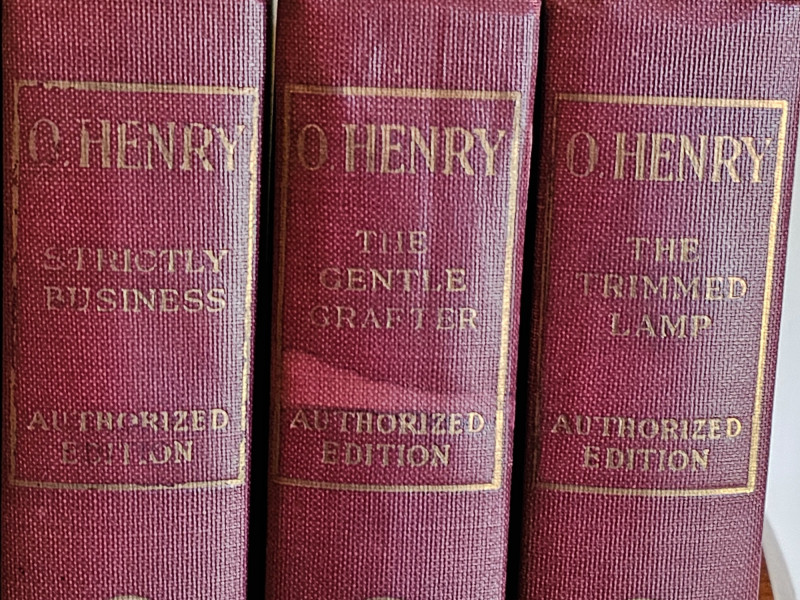 O. HENRY
STRICTLY
BUSINESS
AUTHORIZED
EDITION
O HENRY
THE
GENTLE
GRAFTER
AUTHORIZED
EDITION
O HENRY
THE
TRIMMED
LAMP
AUTHORIZED
EDITION